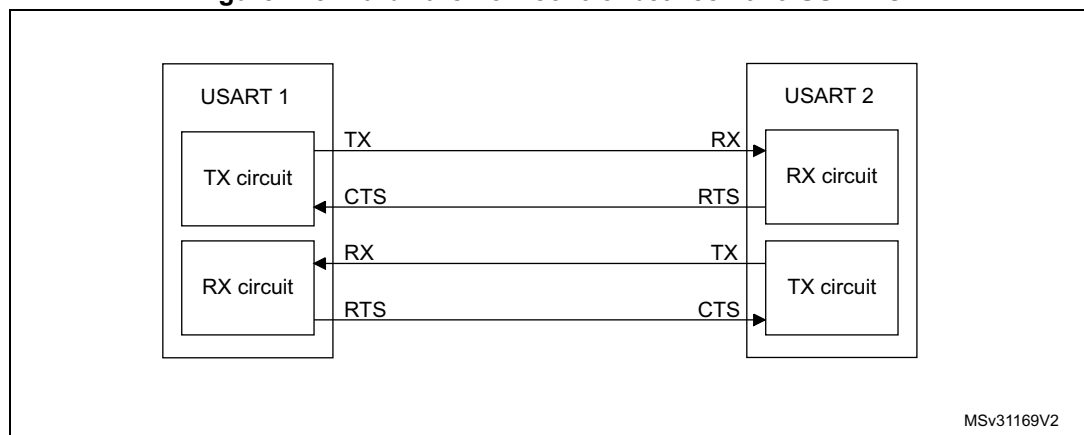 USART 1
USART 2
TX circuit
TX
RX
RX circuit
CTS
RTS
RX circuit
RX
TX
TX circuit
RTS
CTS
MSv31169V2